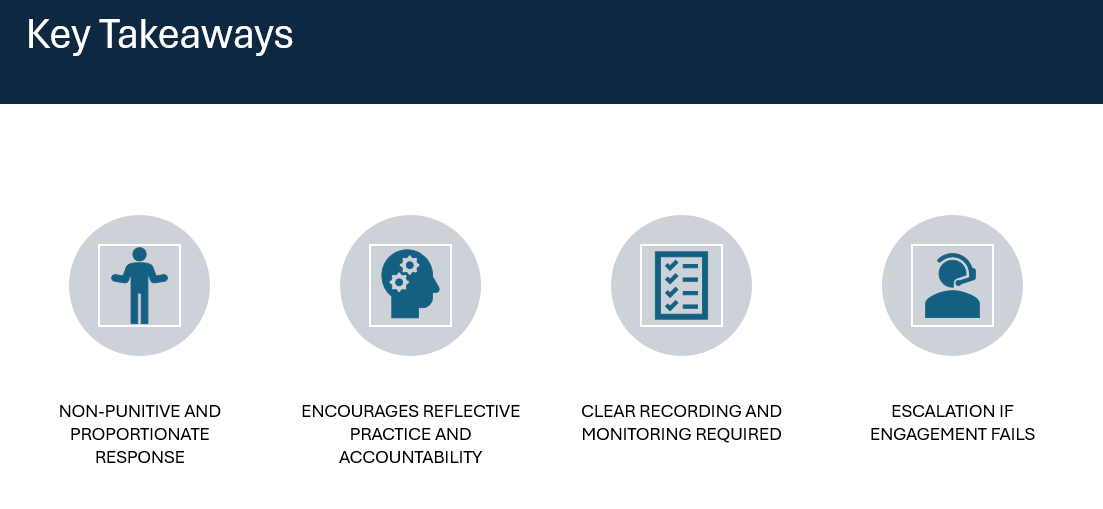 Key Takeaways
NON-PUNITIVE AND
PROPORTIONATE
RESPONSE
ENCOURAGES REFLECTIVE
PRACTICE AND
ACCOUNTABILITY
CLEAR RECORDING AND
MONITORING REQUIRED
ESCALATION IF
ENGAGEMENT FAILS